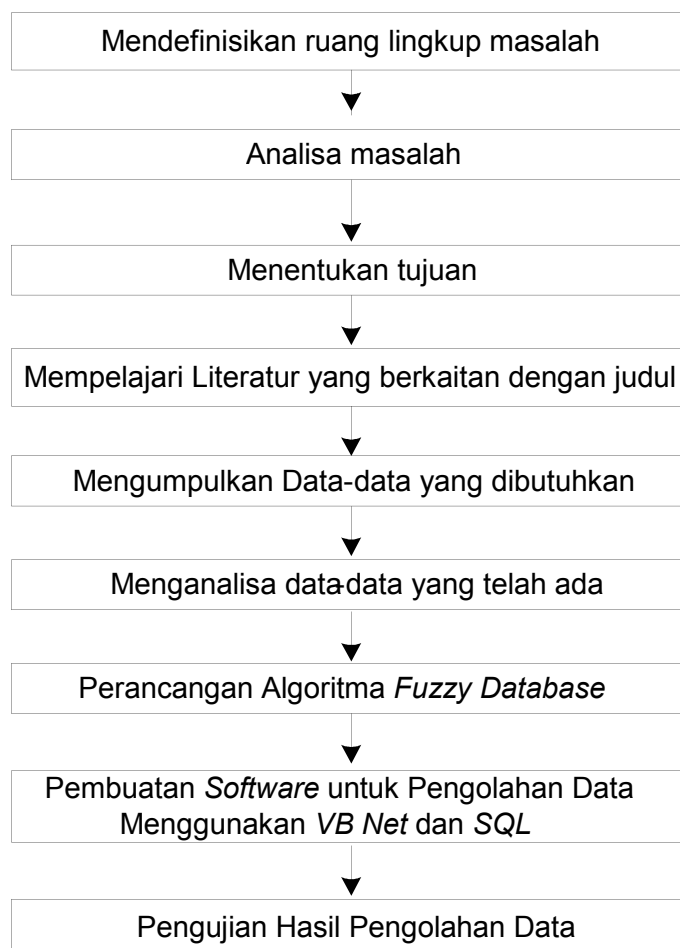 Mendefinisikan ruang lingkup masalah
Analisa masalah
Menentukan tujuan
Mempelajari Literatur yang berkaitan dengan judul
Mengumpulkan Data-data yang dibutuhkan
Menganalisa data-data yang telah ada
Perancangan Algoritma Fuzzy Database
Pembuatan Software untuk Pengolahan Data
Menggunakan VB Net dan SQL
Pengujian Hasil Pengolahan Data